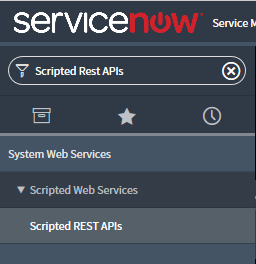 servicenow Service M
Scripted Rest APIs
System Web Services
Scripted Web Services
Scripted REST APIs